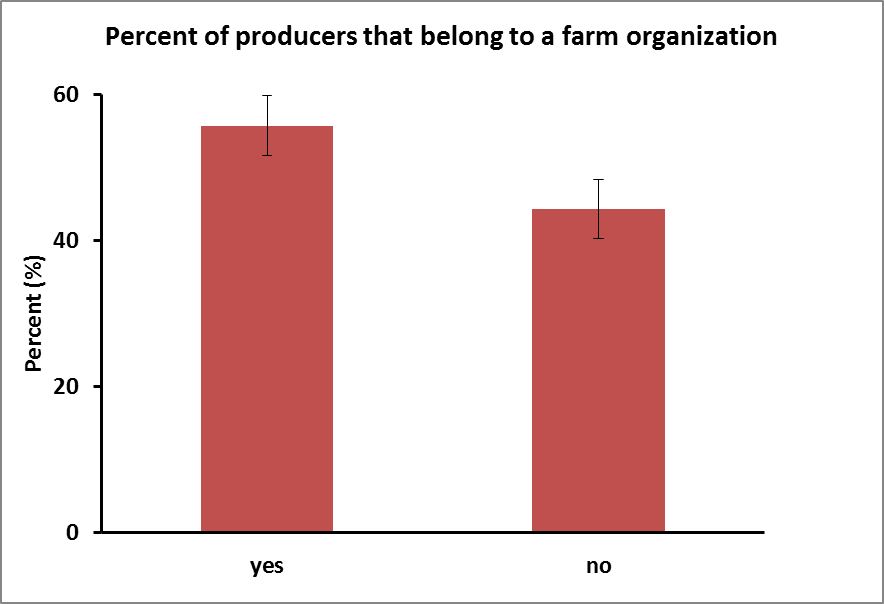 Percent of producers that belong to a farm organization
60
40
20
0
Percent (%)
yes
no